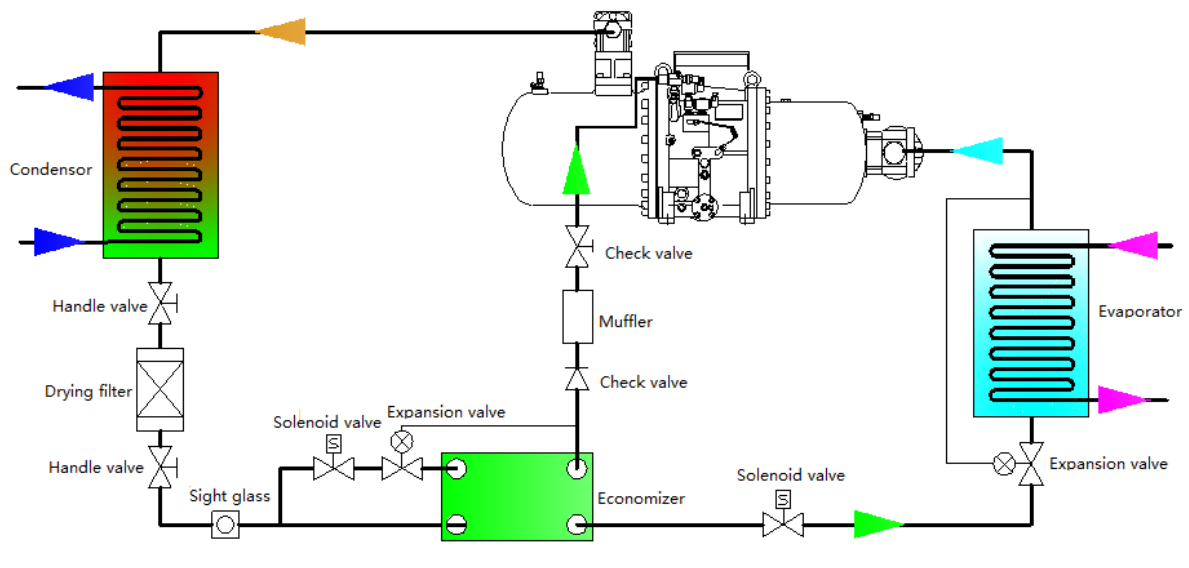 Condensor
Check valve
Handle valve
Muffler
Evaporator
Drying filter
Check valve
Solenoid valve
Expansion valve
S
Handle valve
Expansion valve
Sight glass
Economizer
Solenoid valve
S